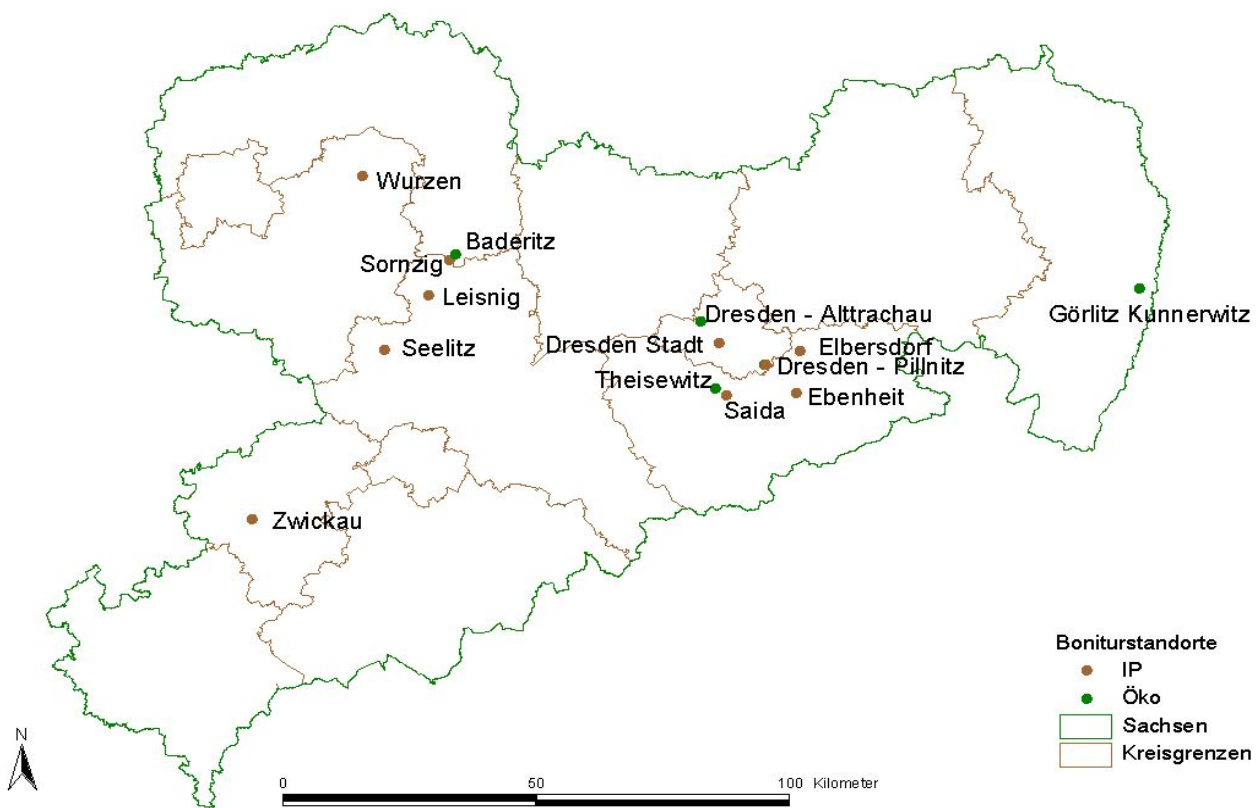 Wurzen
Baderitz
Sornzig
Leisnig
Görlitz Kunnerwitz
Dresden - Alttrachau
Dresden Stadt
Elbersdorf
Seelitz
Dresden - Pillnitz
Theisewitz
Ebenheit
Saida
Zwickau
Boniturstandorte
IP
Öko
Sachsen
Kreisgrenzen
N
0 50 100 Kilometer